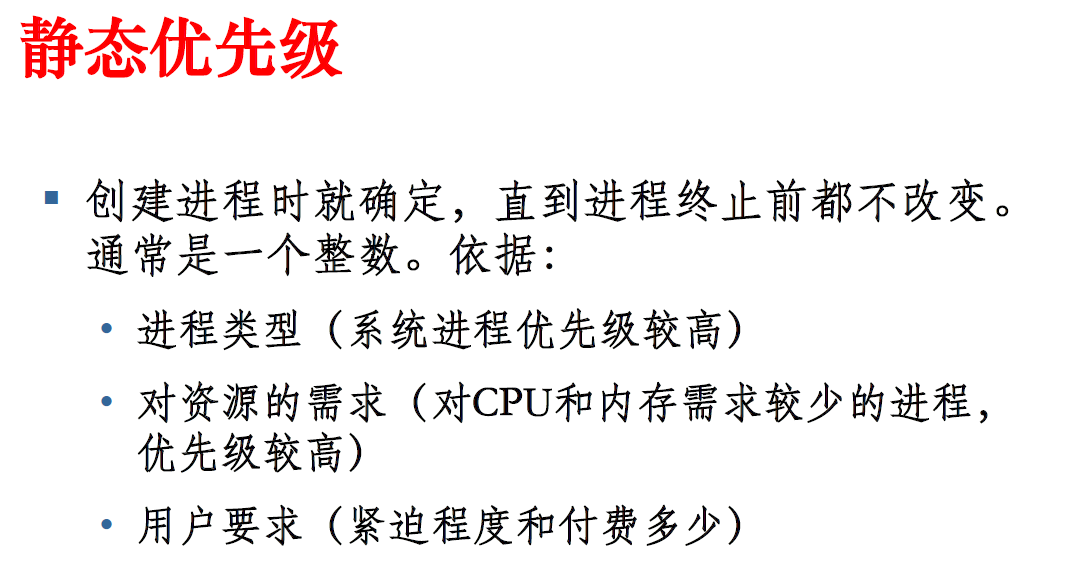 静态优先级
▪ 创建进程时就确定，直到进程终止前都不改变。
通常是一个整数。依据：
• 进程类型（系统进程优先级较高）
• 对资源的需求（对CPU和内存需求较少的进程，
优先级较高）
• 用户要求（紧迫程度和付费多少）